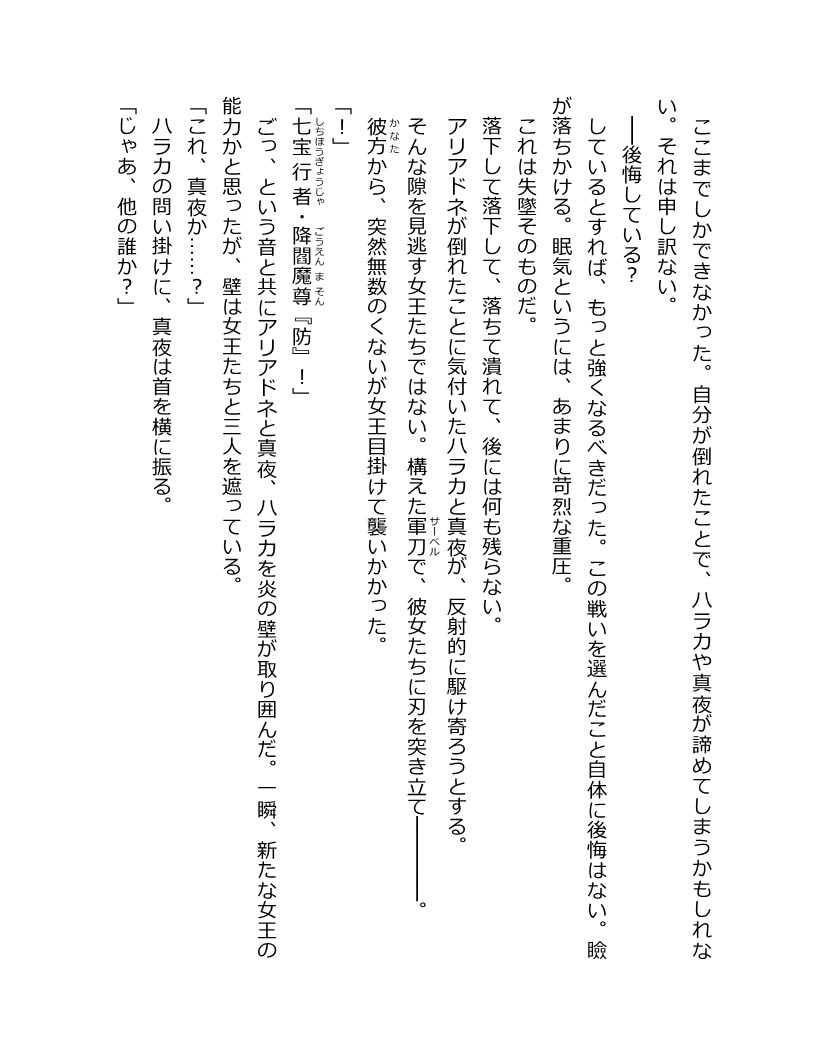 ここまでしかできなかった。自分が倒れたことで、ハラカや真夜が諦めてしまうかもしれな
い。それは申し訳ない。
――後悔している?
しているとすれば、もっと強くなるべきだった。この戦いを選んだこと自体に後悔はない。瞼
が落ちかける。眠気というには、あまりに苛烈な重圧。
これは失墜そのものだ。
落下して落下して、落ちて潰れて、後には何も残らない。
アリアドネが倒れたことに気付いたハラカと真夜が、反射的に駆け寄ろうとする。
そんな隙を見逃す女王たちではない。構えた軍刀で、彼女たちに刃を突き立て――――。
サーベル
彼方から、突然無数のくないが女王目掛けて襲いかかった。
かなた
「!」
「七宝行者・降閻魔尊『防』!」
しちほうぎょうじゃ ごうえんまそん
ごっ、という音と共にアリアドネと真夜、ハラカを炎の壁が取り囲んだ。一瞬、新たな女王の
能力かと思ったが、壁は女王たちと三人を遮っている。
「これ、真夜か……?」
ハラカの問い掛けに、真夜は首を横に振る。
「じゃあ、他の誰か?」